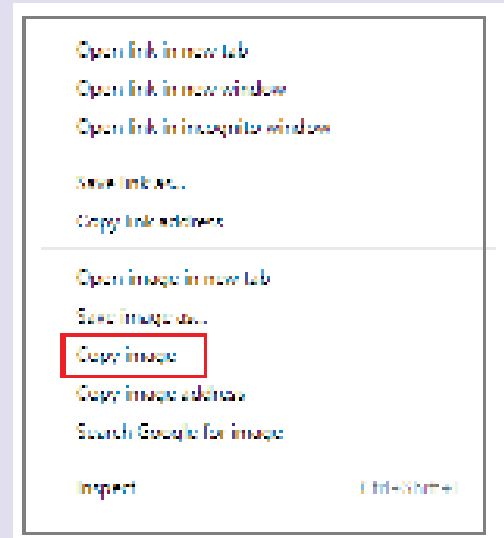 Open link in new tab
Open link in new window
Open link in incognito window
Save link as...
Copy link address
Open image in new tab
Save image as...
Copy image
Copy image address
Search Google for image
Inspect Ctrl+Shift+I